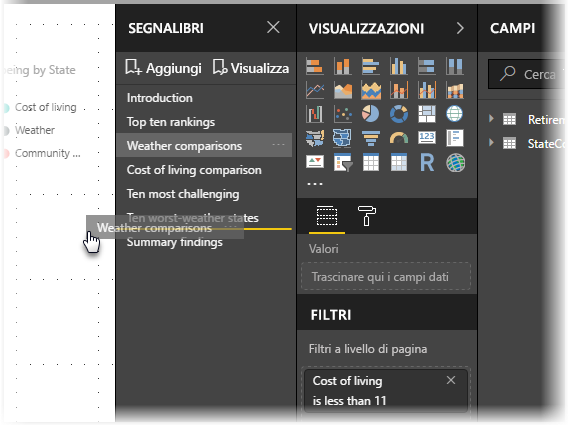 eing by State
Cost of living
Weather
Community ...
SEGNALIBRI
Aggiungi
Visualizza
Introduction
Top ten rankings
Weather comparisons
Cost of living comparison
Ten most challenging
Ten worst-weather states
Weather comparisons
Summary findings
VISUALIZZAZIONI
123
R
...
Valori
Trascinare qui i campi dati
FILTRI
Filtri a livello di pagina
Cost of living
is less than 11
CAMPI
Cerca
Retirem
StateCo